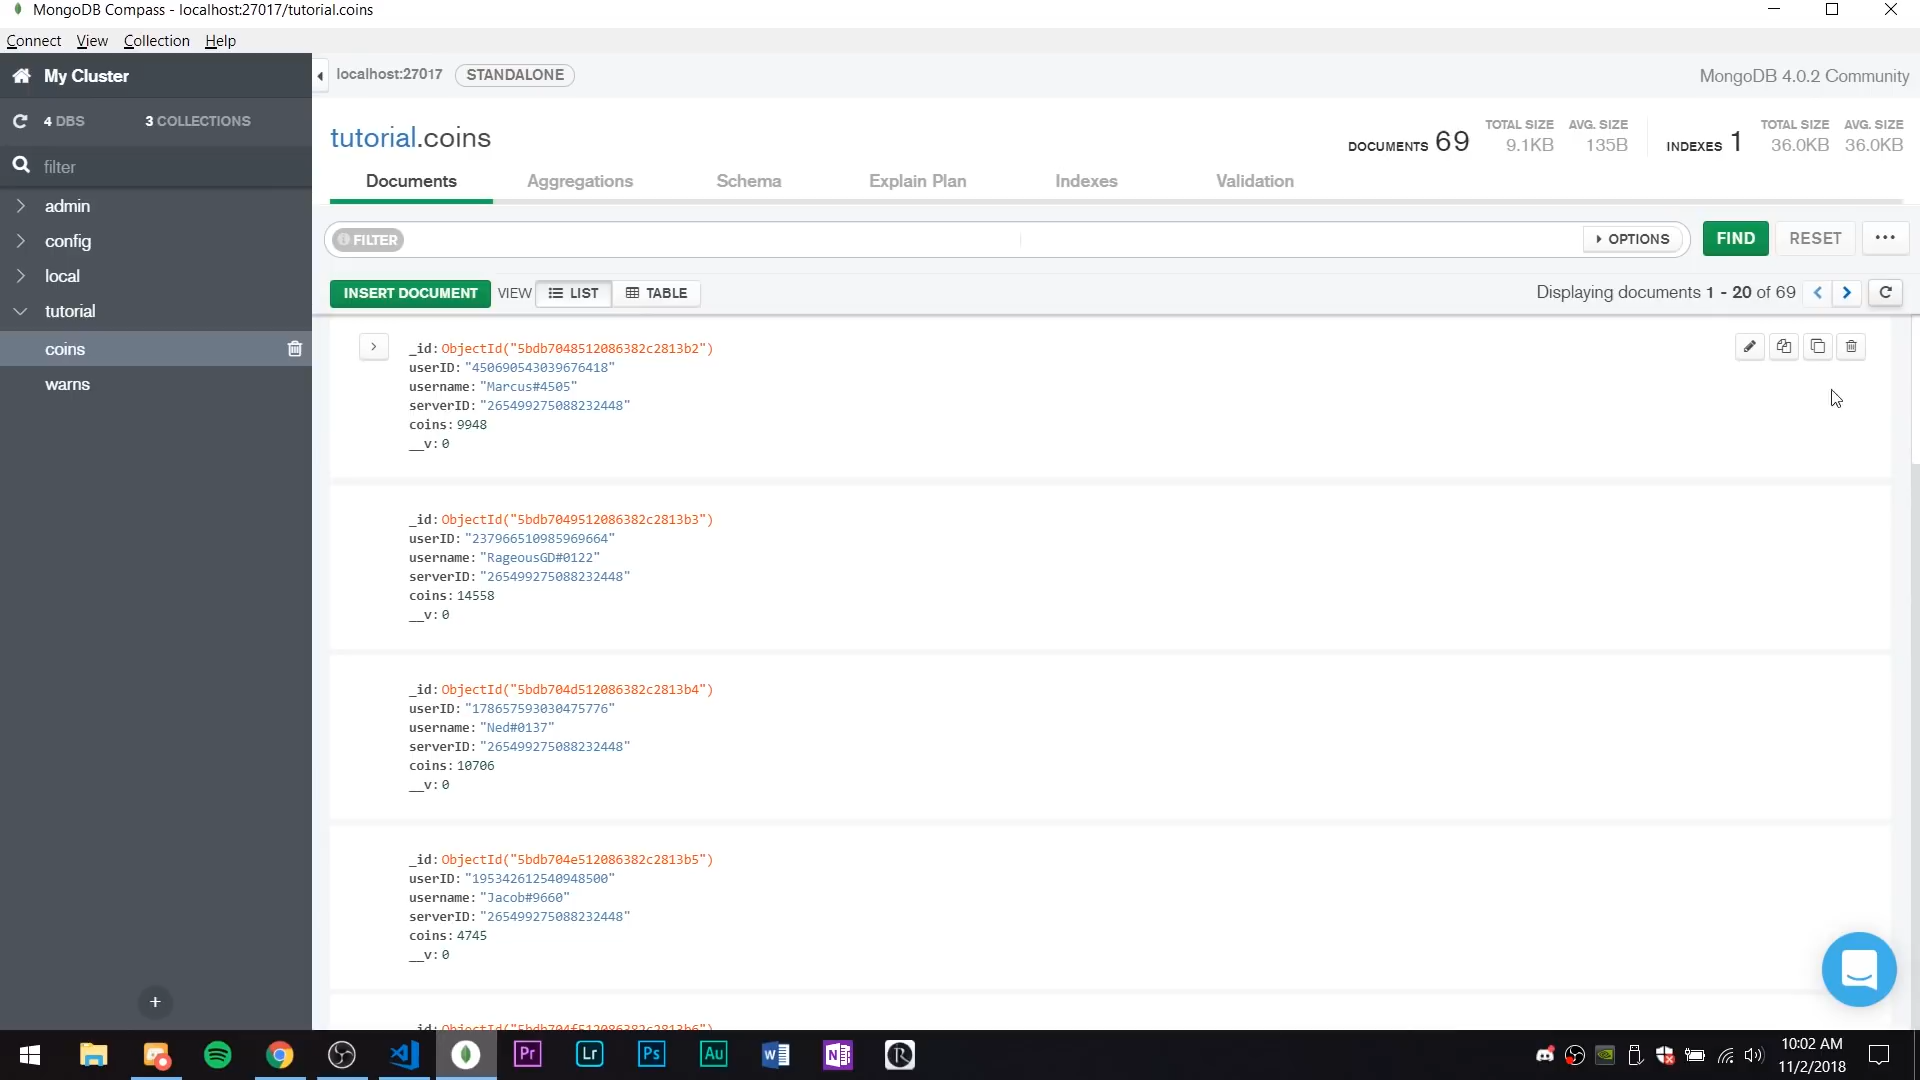 MongoDB Compass - localhost:27017/tutorial.coins
Connect View Collection Help
My Cluster
localhost:27017 STANDALONE
MongoDB 4.0.2 Community
4 DBS 3 COLLECTIONS
filter
admin
config
local
tutorial
coins
warns
tutorial.coins
DOCUMENTS 69 TOTAL SIZE 9.1KB AVG. SIZE 135B INDEXES 1 TOTAL SIZE 36.0KB AVG. SIZE 36.0KB
Documents Aggregations Schema Explain Plan Indexes Validation
FILTER OPTIONS FIND RESET ...
INSERT DOCUMENT VIEW LIST TABLE Displaying documents 1 - 20 of 69
_id: ObjectId("5bdb7048512086382c2813b2")
userID: "450690543039676418"
username: "Marcus#4505"
serverID: "265499275088232448"
coins: 9948
__v: 0
_id: ObjectId("5bdb7049512086382c2813b3")
userID: "237966510985969664"
username: "RageousGD#0122"
serverID: "265499275088232448"
coins: 14558
__v: 0
_id: ObjectId("5bdb704d512086382c2813b4")
userID: "178657593030475776"
username: "Ned#0137"
serverID: "265499275088232448"
coins: 10706
__v: 0
_id: ObjectId("5bdb704e512086382c2813b5")
userID: "195342612540948500"
username: "Jacob#9660"
serverID: "265499275088232448"
coins: 4745
__v: 0
_id: ObjectId("5bdb704f512086382c2813b6")
+
Pr Lr Ps Au W N R
10:02 AM
11/2/2018